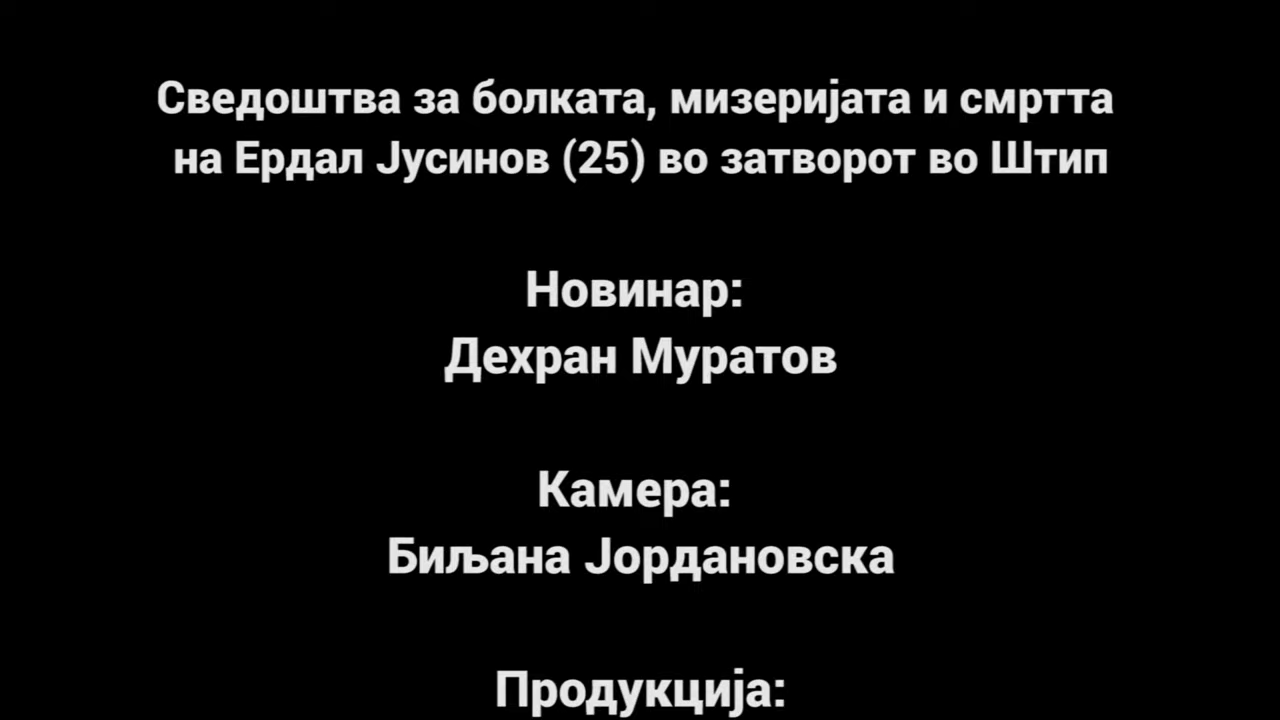 Сведоштва за болката, мизеријата и смртта
на Ердал Јусинов (25) во затворот во Штип
Новинар:
Дехран Муратов
Камера:
Биљана Јордановска
Продукција: